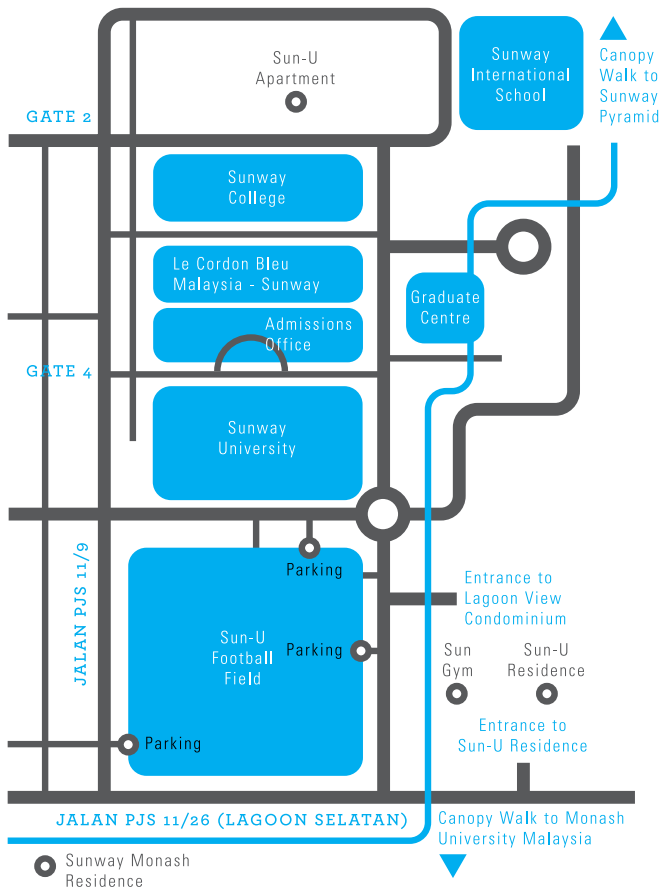 Sun-U
Apartment
Sunway
International
School
Canopy
Walk to
Sunway
Pyramid
GATE 2
Sunway
College
Le Cordon Bleu
Malaysia - Sunway
Graduate
Centre
Admissions
Office
GATE 4
Sunway
University
JALAN PJS 11/9
Parking
Entrance to
Lagoon View
Condominium
Sun-U
Football
Field
Parking
Sun
Gym
Sun-U
Residence
Parking
Entrance to
Sun-U Residence
JALAN PJS 11/26 (LAGOON SELATAN)
Canopy Walk to Monash
University Malaysia
Sunway Monash
Residence